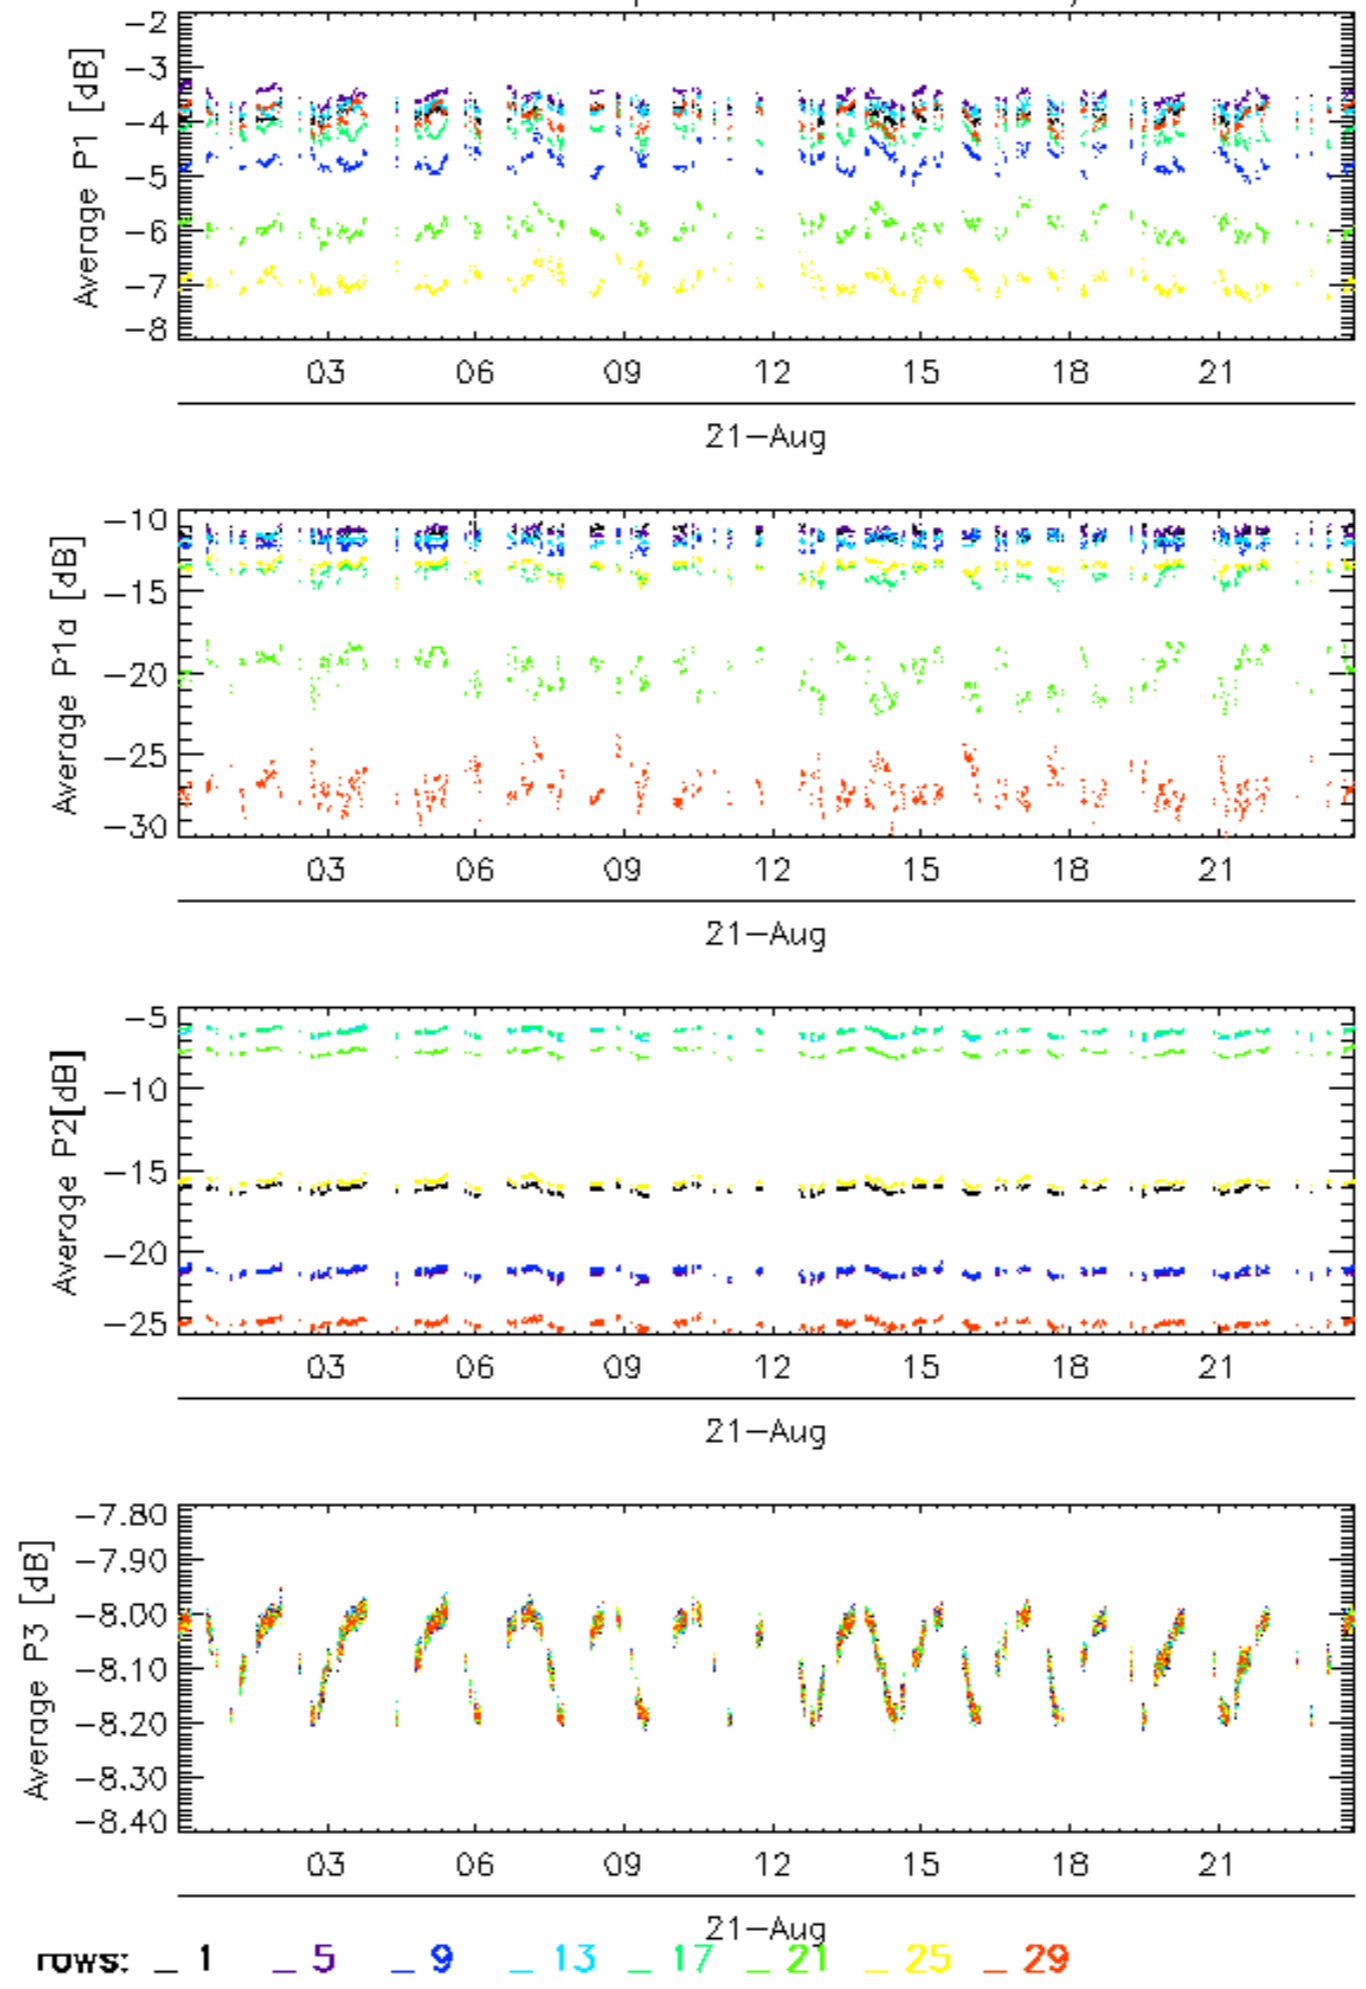 Average P1 [dB]
-2
-3
-4
-5
-6
-7
-8
03 06 09 12 15 18 21
21-Aug
Average P1a [dB]
-10
-15
-20
-25
-30
03 06 09 12 15 18 21
21-Aug
Average P2[dB]
-5
-10
-15
-20
-25
03 06 09 12 15 18 21
21-Aug
Average P3 [dB]
-7.80
-7.90
-8.00
-8.10
-8.20
-8.30
-8.40
03 06 09 12 15 18 21
21-Aug
rows: _ 1 _ 5 _ 9 _ 13 _ 17 _ 21 _ 25 _ 29